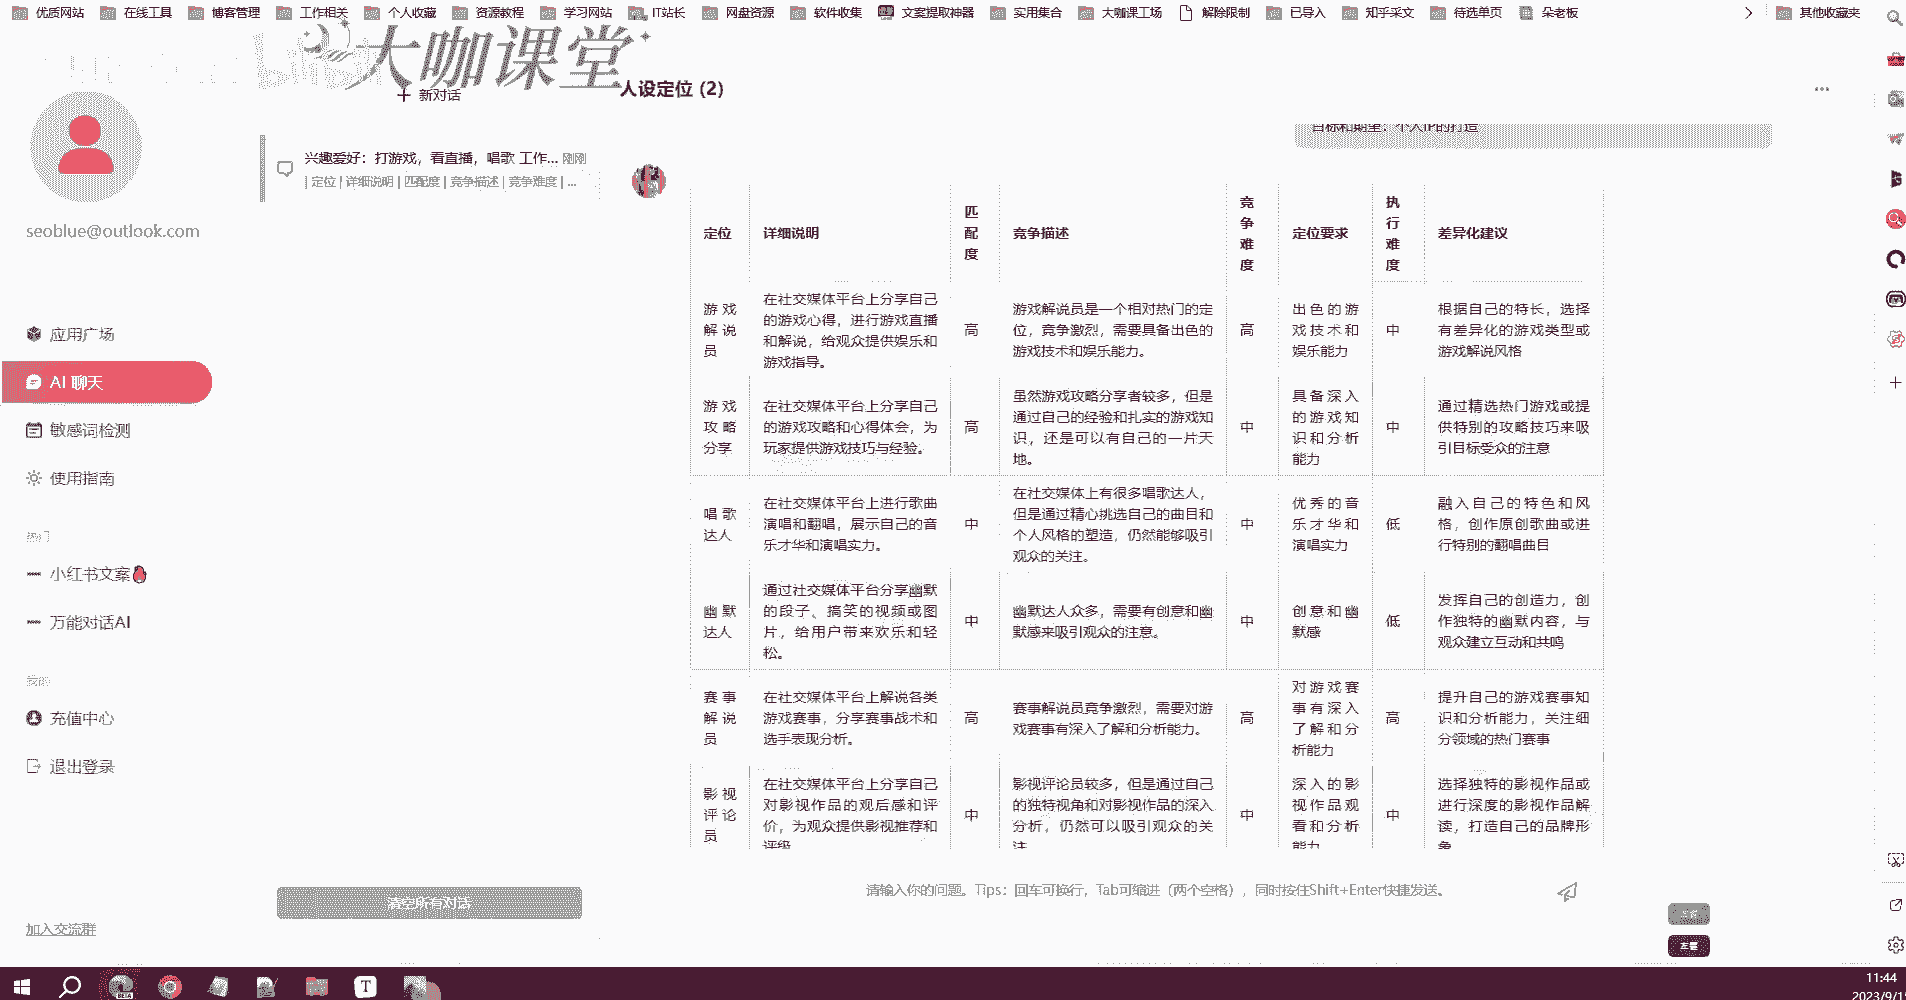 优质网站 在线工具 博客管理 工作相关 个人收藏 资源教程 学习网站 IT站长 网盘资源 软件收集 文案提取神器 实用集合 大咖课工场 解除限制 已导入 知乎采文 待选单页 朵老板 其他收藏夹
大咖课堂
+ 新对话
人设定位 (2)
目标和期望：个人IP的打造
兴趣爱好：打游戏，看直播，唱歌 工作... 刚刚
| 定位 | 详细说明 | 匹配度 | 竞争描述 | 竞争难度 | ...
seoblue@outlook.com
应用广场
AI 聊天
敏感词检测
使用指南
热门
小红书文案
万能对话AI
我的
充值中心
退出登录
加入交流群
清空所有对话
定位 详细说明 匹配度 竞争描述 竞争难度 定位要求 执行难度 差异化建议
游戏解说员
在社交媒体平台上分享自己
的游戏心得，进行游戏直播
和解说，给观众提供娱乐和
游戏指导。
高
游戏解说员是一个相对热门的定
位，竞争激烈，需要具备出色的
游戏技术和娱乐能力。
高
出色的游
戏技术和
娱乐能力
中
根据自己的特长，选择
有差异化的游戏类型或
游戏解说风格
游戏攻略分享
在社交媒体平台上分享自己
的游戏攻略和心得体会，为
玩家提供游戏技巧与经验。
高
虽然游戏攻略分享者较多，但是
通过自己的经验和扎实的游戏知
识，还是可以有自己的一片天
地。
中
具备深入
的游戏知
识和分析
能力
中
通过精选热门游戏或提
供特别的攻略技巧来吸
引目标受众的注意
唱歌达人
在社交媒体平台上进行歌曲
演唱和翻唱，展示自己的音
乐才华和演唱实力。
中
在社交媒体上有很多唱歌达人，
但是通过精心挑选自己的曲目和
个人风格的塑造，仍然能够吸引
观众的关注。
中
优秀的音
乐才华和
演唱实力
低
融入自己的特色和风
格，创作原创歌曲或进
行特别的翻唱曲目
幽默达人
通过社交媒体平台分享幽默
的段子、搞笑的视频或图
片，给用户带来欢乐和轻
松。
中
幽默达人众多，需要有创意和幽
默感来吸引观众的注意。
中
创意和幽
默感
低
发挥自己的创造力，创
作独特的幽默内容，与
观众建立互动和共鸣
赛事解说员
在社交媒体平台上解说各类
游戏赛事，分享赛事战术和
选手表现分析。
高
赛事解说员竞争激烈，需要对游
戏赛事有深入了解和分析能力。
高
对游戏赛
事有深入
了解和分
析能力
高
提升自己的游戏赛事知
识和分析能力，关注细
分领域的热门赛事
影视评论员
在社交媒体平台上分享自己
对影视作品的观后感和评
价，为观众提供影视推荐和
评级
中
影视评论员较多，但是通过自己
的独特视角和对影视作品的深入
分析，仍然可以吸引观众的关
注
中
深入的影
视作品观
看和分析
能力
中
选择独特的影视作品或
进行深度的影视作品解
读，打造自己的品牌形
象
请输入你的问题。Tips：回车可换行，Tab可缩进（两个空格），同时按住Shift+Enter快捷发送。
BETA
T
11:44
2023/9/1